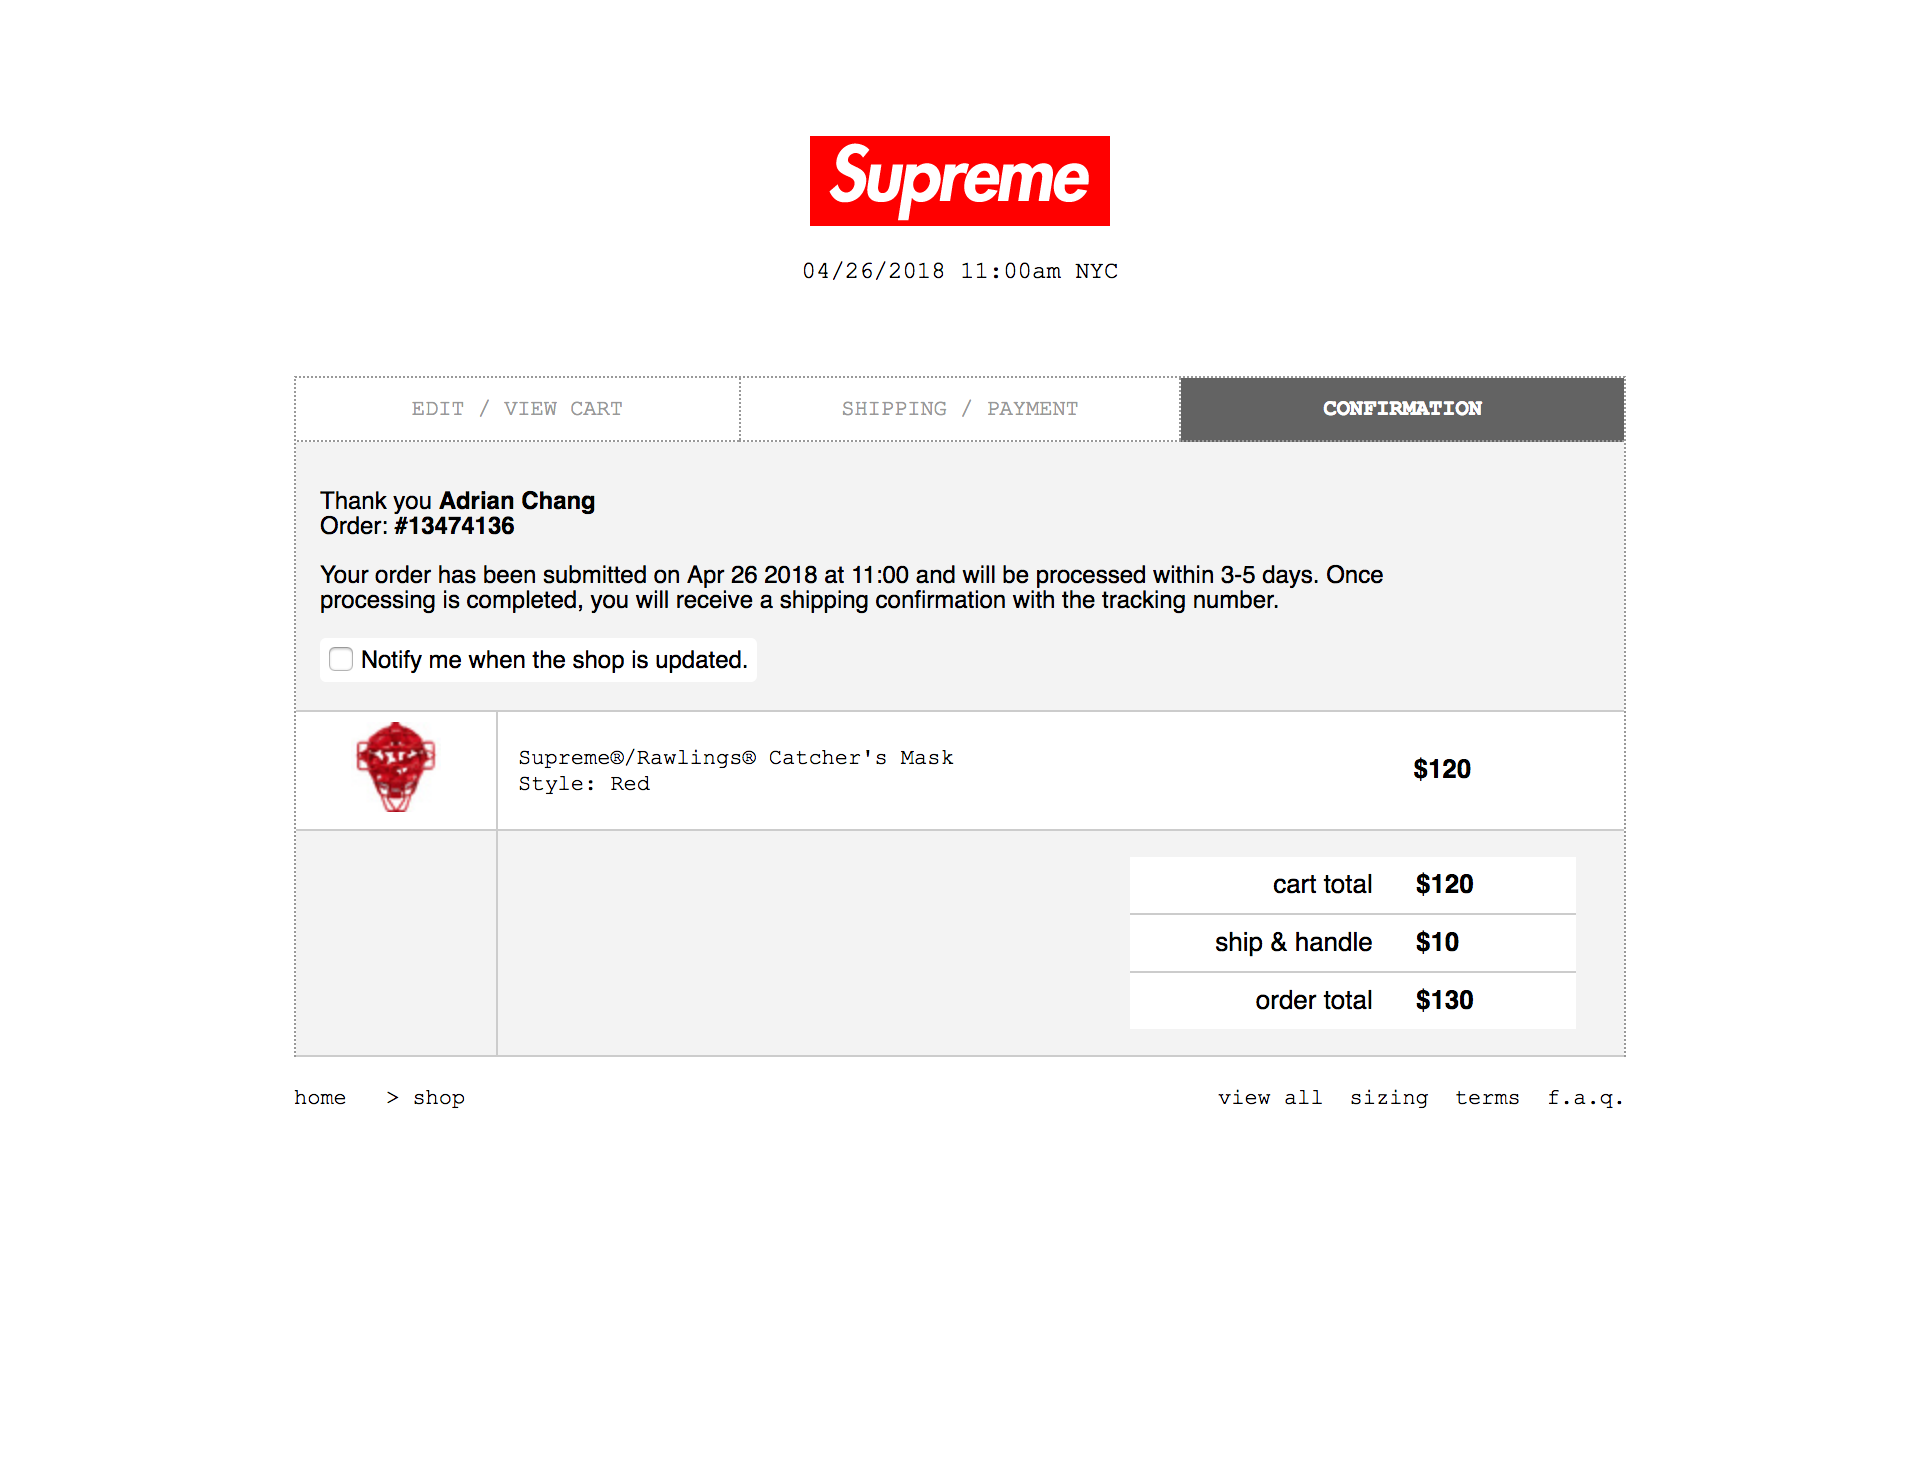 Supreme
04/26/2018 11:00am NYC
EDIT / VIEW CART
SHIPPING / PAYMENT
CONFIRMATION
Thank you Adrian Chang
Order: #13474136
Your order has been submitted on Apr 26 2018 at 11:00 and will be processed within 3-5 days. Once
processing is completed, you will receive a shipping confirmation with the tracking number.
Notify me when the shop is updated.
Supreme®/Rawlings® Catcher's Mask
Style: Red
$120
cart total $120
ship & handle $10
order total $130
home > shop
view all sizing terms f.a.q.